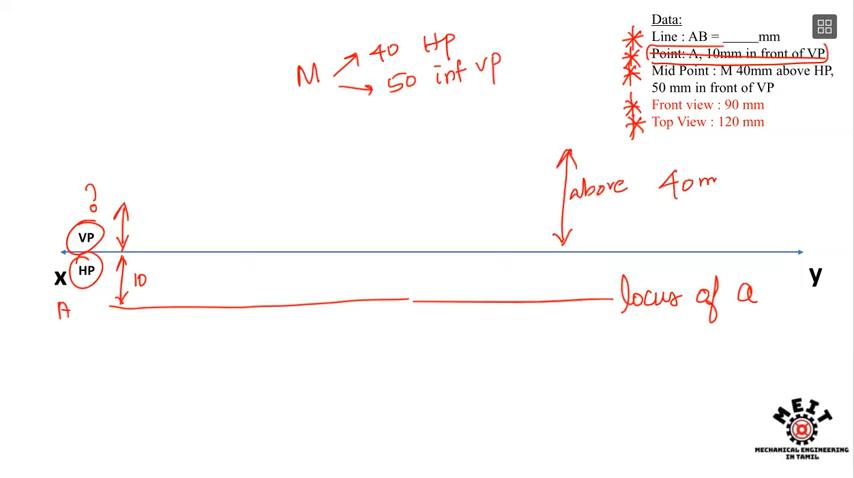 Data:
Line : AB = _____mm
Point: A, 10mm in front of VP
Mid Point : M 40mm above HP,
50 mm in front of VP
Front view : 90 mm
Top View : 120 mm
M
40 HP
50 inf VP
above 40m
?
VP
HP
10
X
y
A
locus of a
MEIT
MECHANICAL ENGINEERING
IN TAMIL